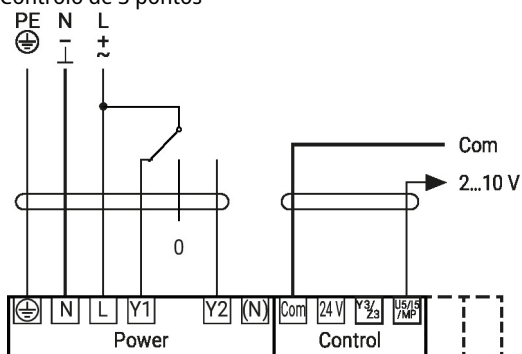 Controlo de 3 pontos
PE N L
− +
⊥ ~
Com
2...10 V
0
N L Y1 Y2 (N) Com 24 V Y3/Z3 U5/I5/MP
Power Control